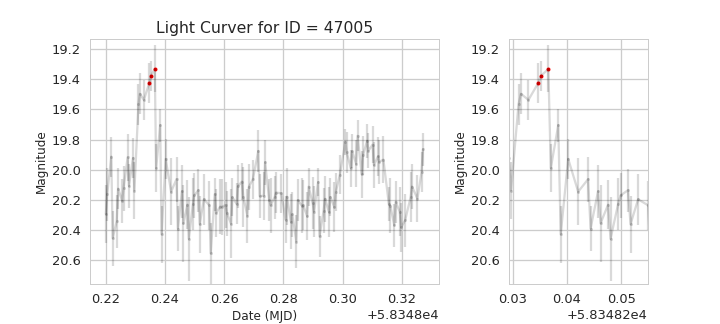 Light Curver for ID = 47005
Magnitude
19.2
19.4
19.6
19.8
20.0
20.2
20.4
20.6
0.22 0.24 0.26 0.28 0.30 0.32
Date (MJD)
+5.8348e4
Magnitude
19.2
19.4
19.6
19.8
20.0
20.2
20.4
20.6
0.03 0.04 0.05
+5.83482e4